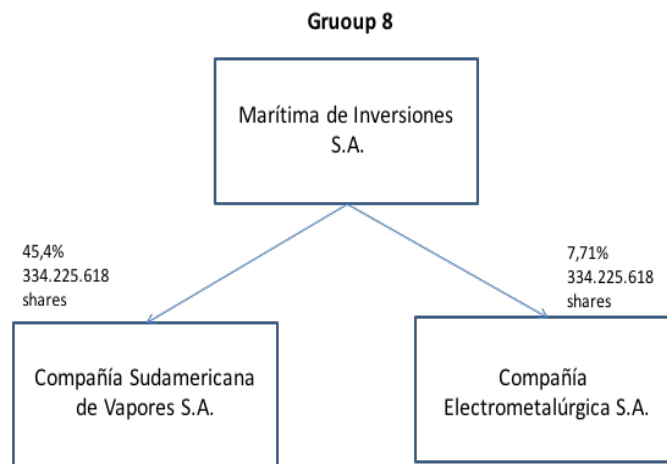 Gruoup 8
Marítima de Inversiones
S.A.
45,4%
334.225.618
shares
7,71%
334.225.618
shares
Compañía Sudamericana
de Vapores S.A.
Compañía
Electrometalúrgica S.A.